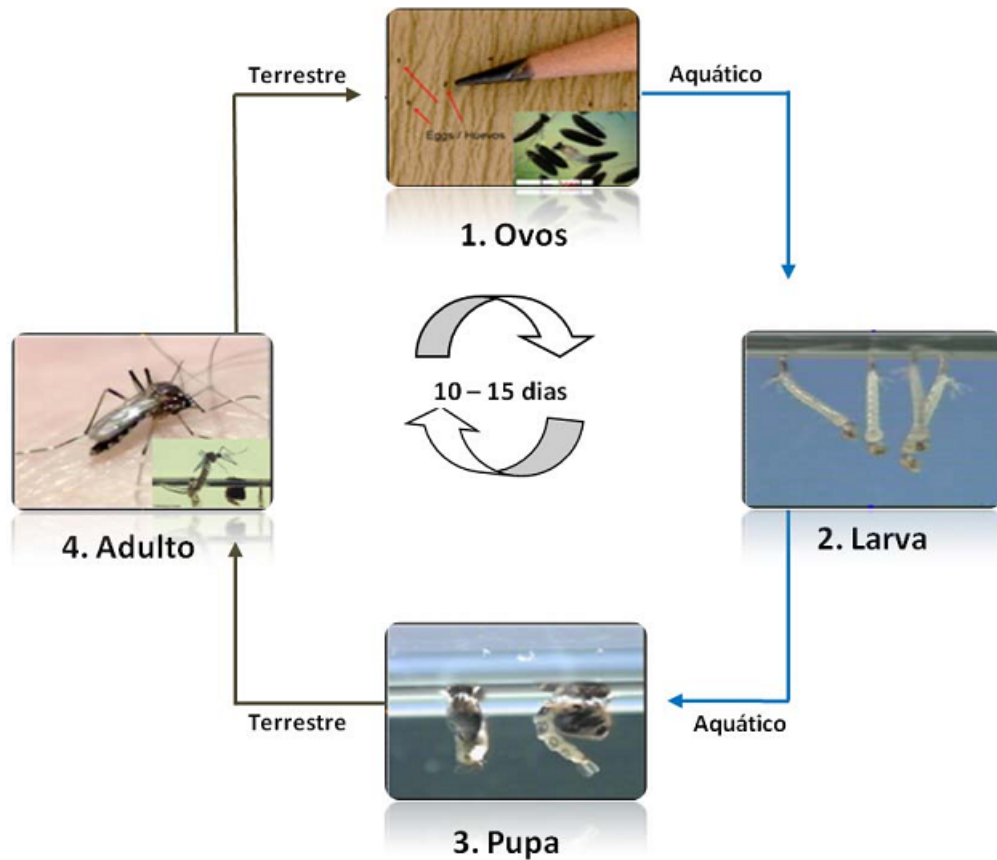 Terrestre
Aquático
Eggs / Huevos
1. Ovos
10 – 15 dias
4. Adulto
2. Larva
Terrestre
Aquático
3. Pupa